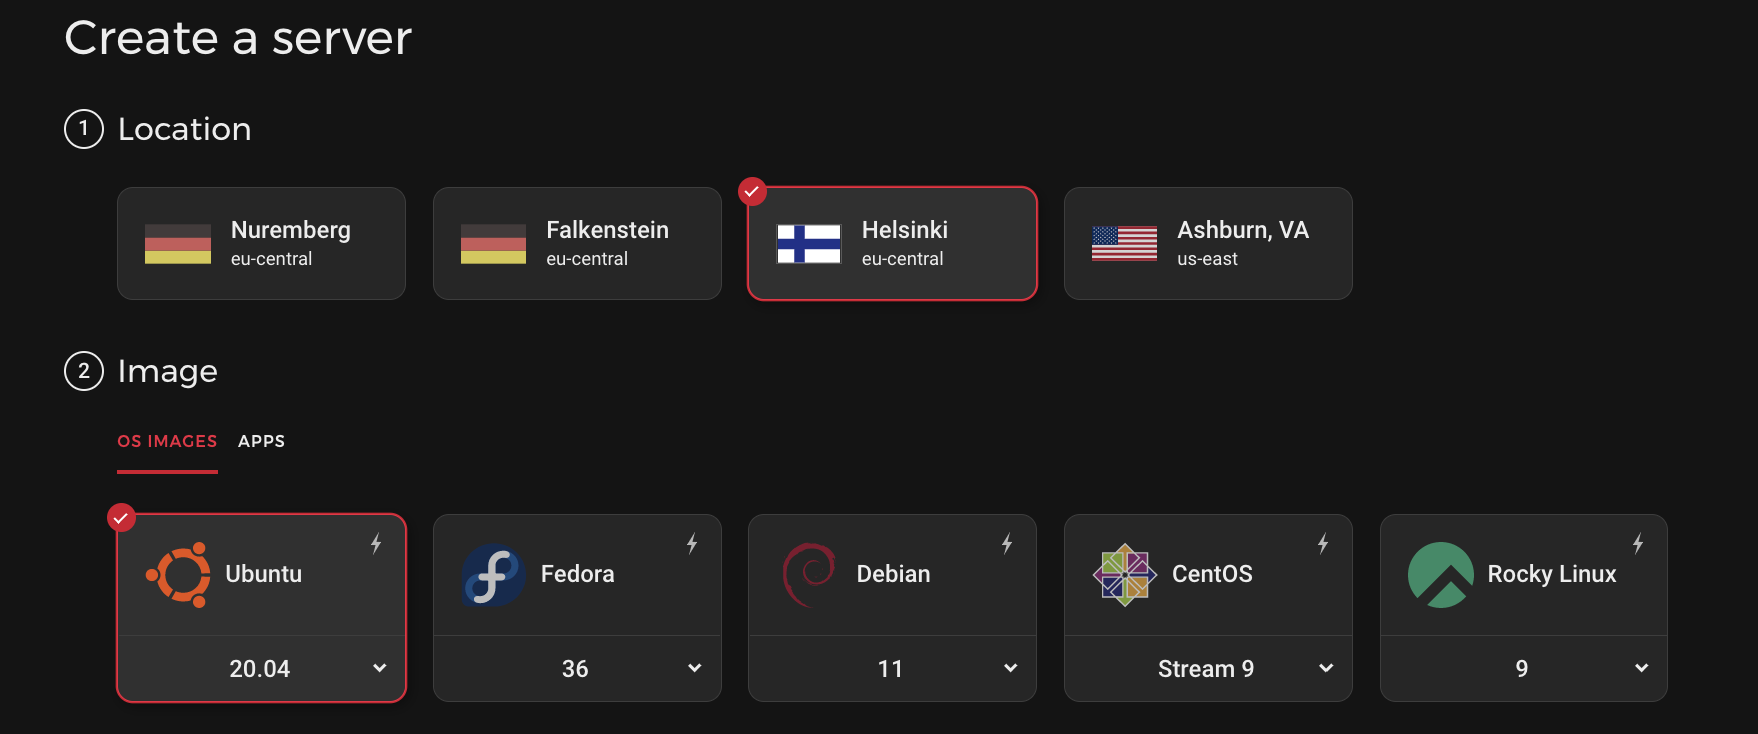 Create a server
1 Location
Nuremberg
eu-central
Falkenstein
eu-central
Helsinki
eu-central
Ashburn, VA
us-east
2 Image
OS IMAGES APPS
Ubuntu
20.04
Fedora
36
Debian
11
CentOS
Stream 9
Rocky Linux
9